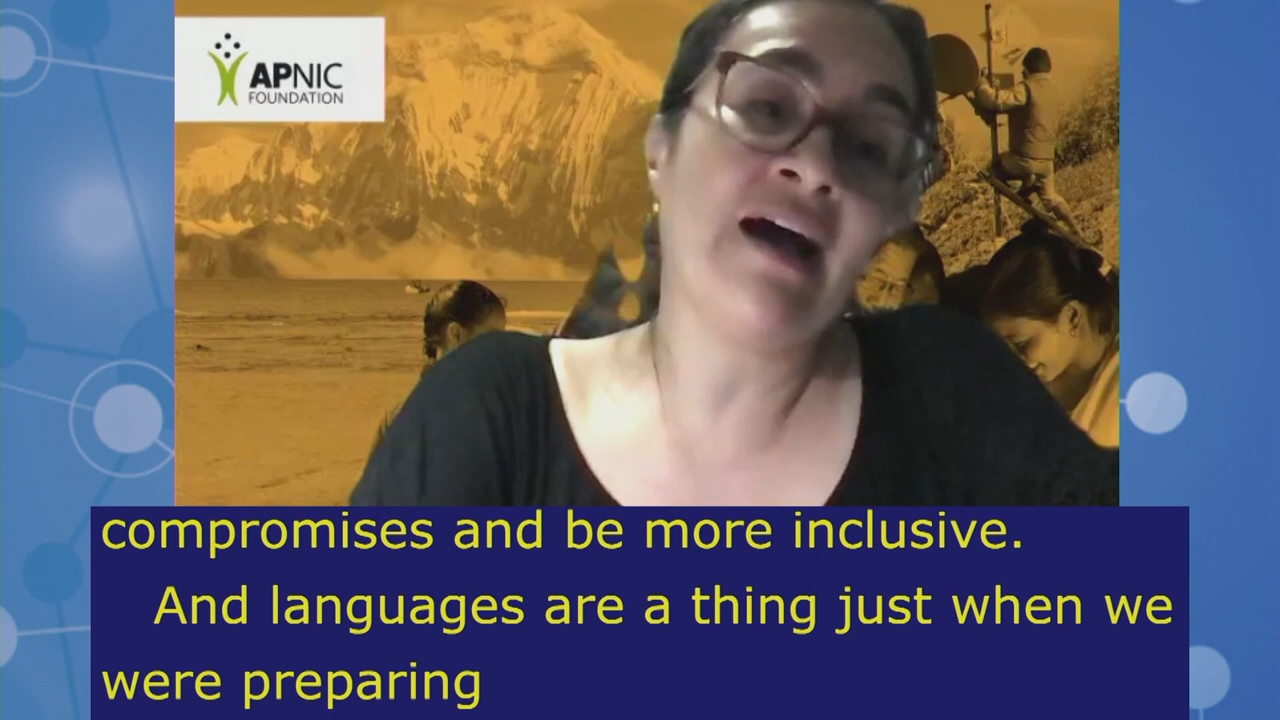 APNIC
FOUNDATION
compromises and be more inclusive.
And languages are a thing just when we
were preparing